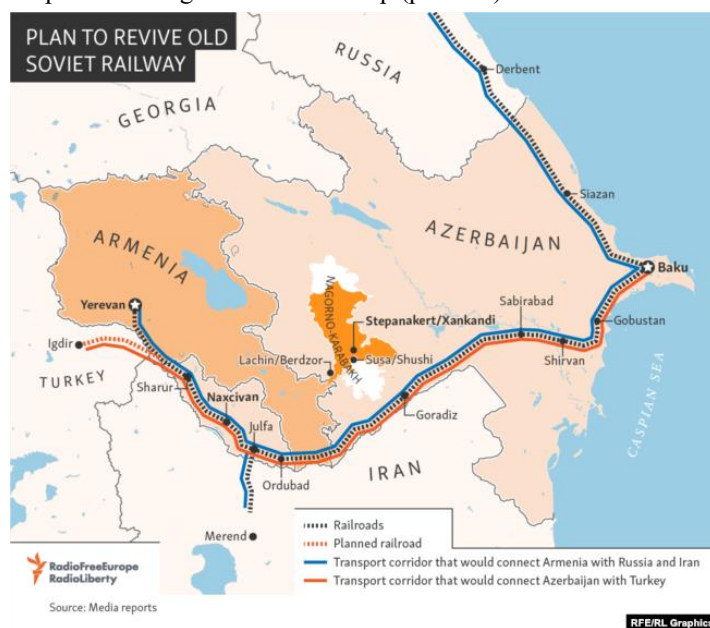 PLAN TO REVIVE OLD
SOVIET RAILWAY
RUSSIA
Derbent
GEORGIA
Siazan
AZERBAIJAN
ARMENIA
Baku
Yerevan
NAGORNO-KARABAKH
Sabirabad
Stepanakert/Xankandi
Gobustan
Igdir
Lachin/Berdzor
Susa/Shushi
Shirvan
TURKEY
Sharur
CASPIAN SEA
Naxcivan
Goradiz
Julfa
IRAN
Ordubad
Merend
Railroads
Planned railroad
Transport corridor that would connect Armenia with Russia and Iran
Transport corridor that would connect Azerbaijan with Turkey
RadioFreeEurope
RadioLiberty
Source: Media reports
RFE/RL Graphics